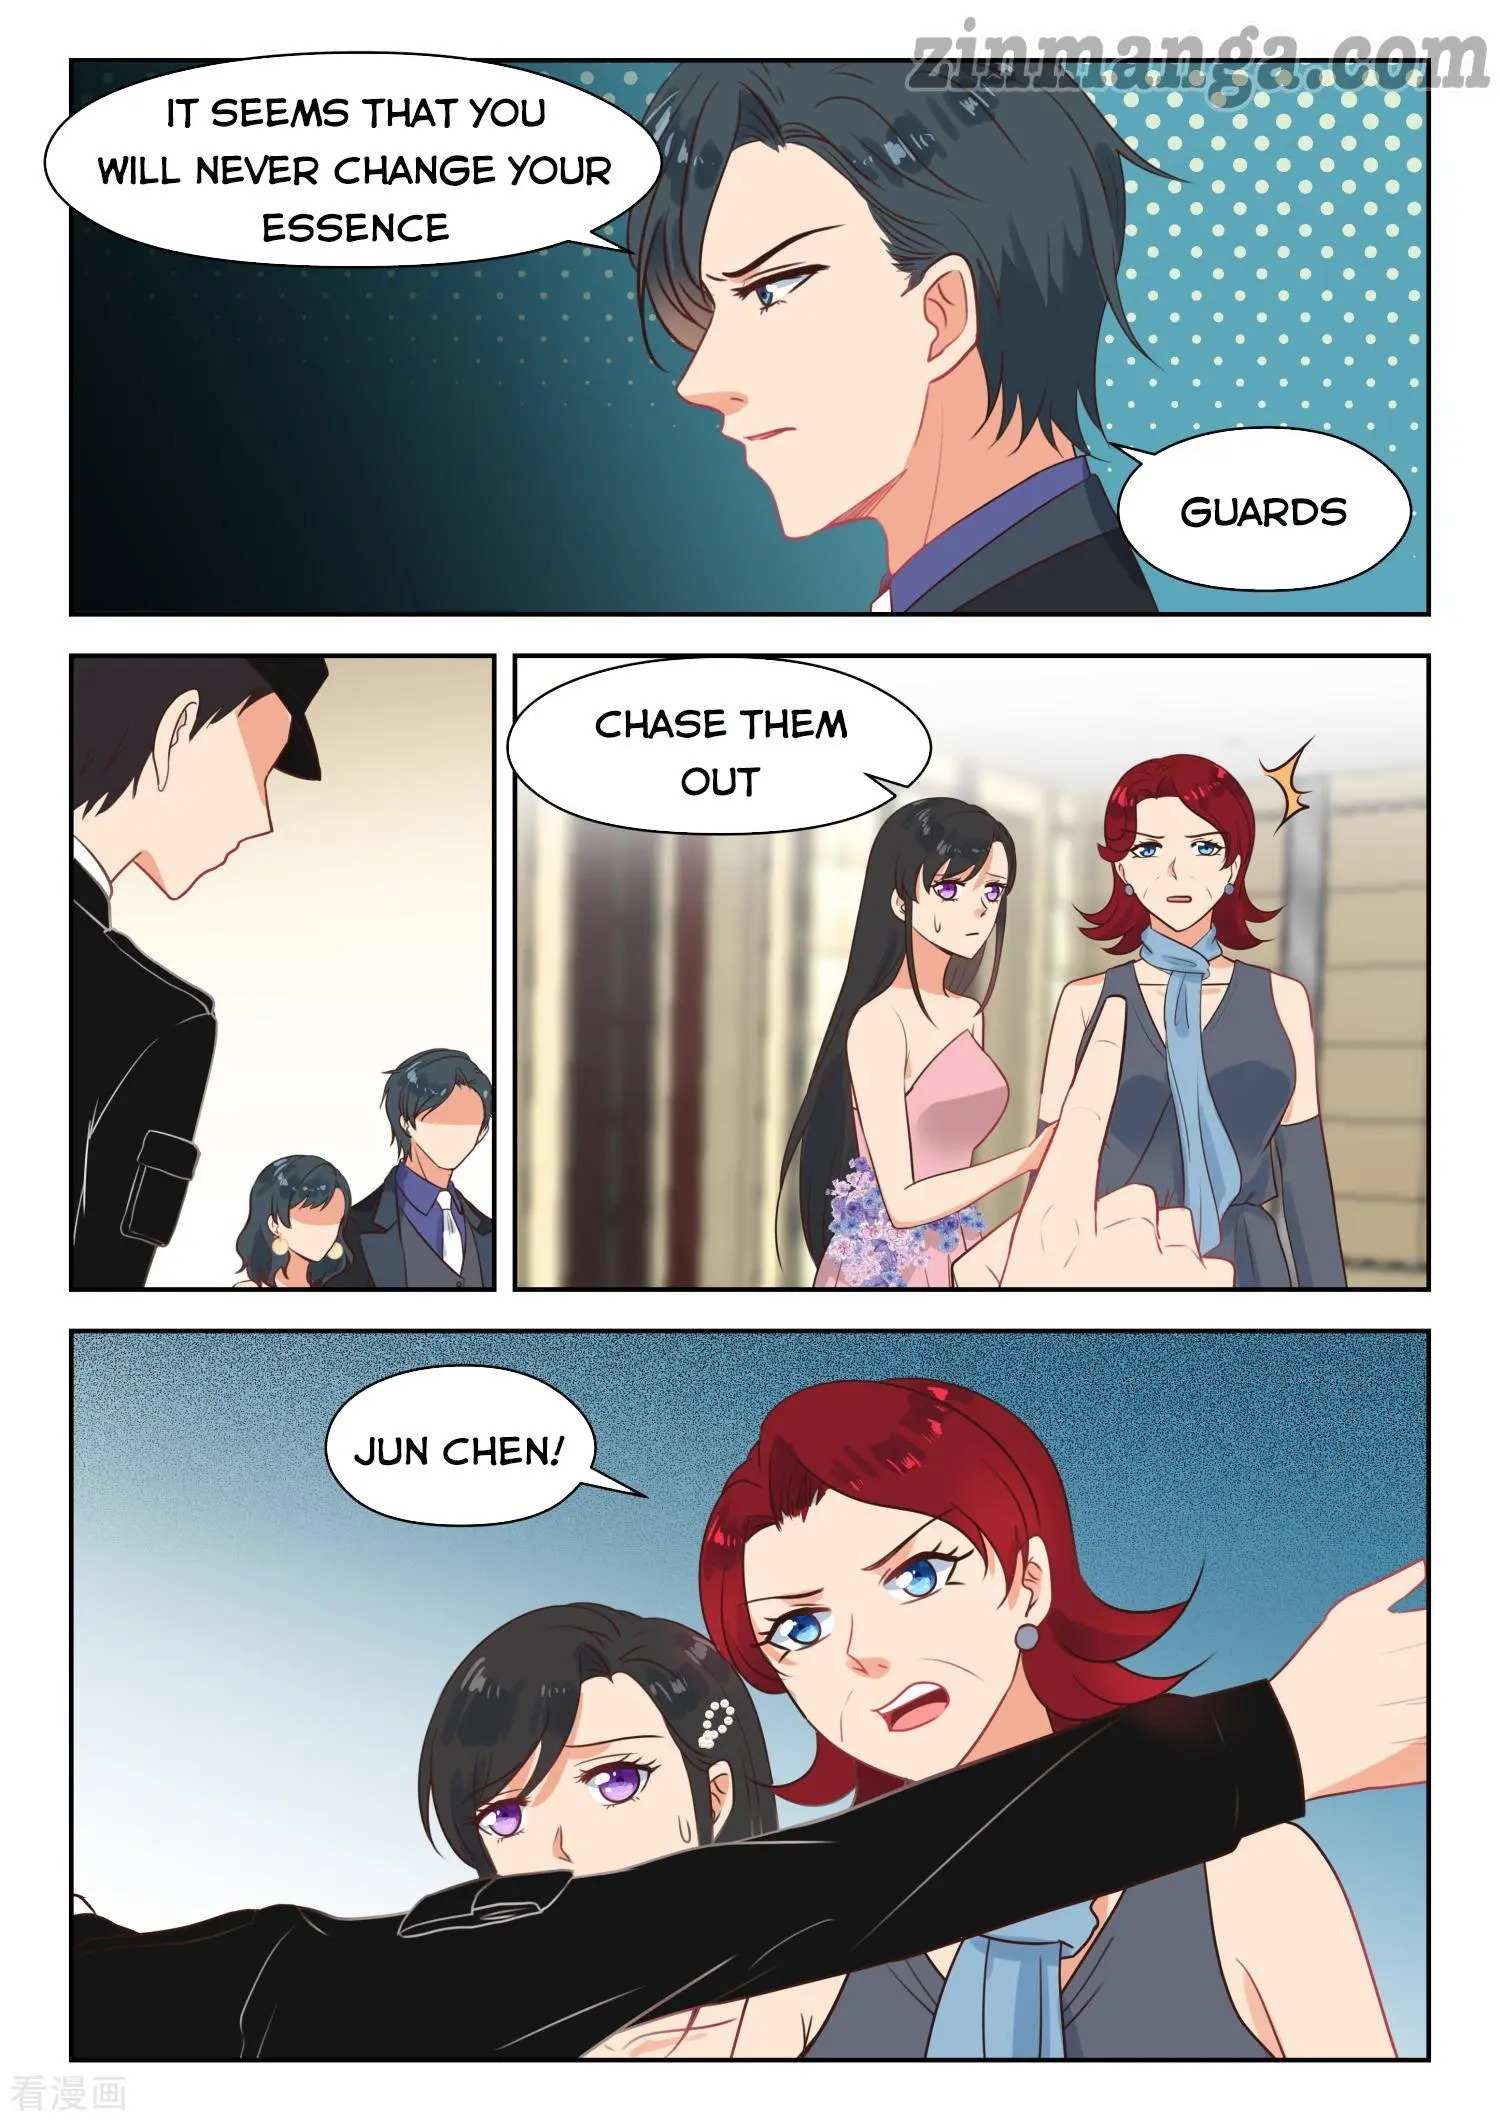 zinmanga.com
IT SEEMS THAT YOU
WILL NEVER CHANGE YOUR
ESSENCE
GUARDS
CHASE THEM
OUT
JUN CHEN!
看漫画